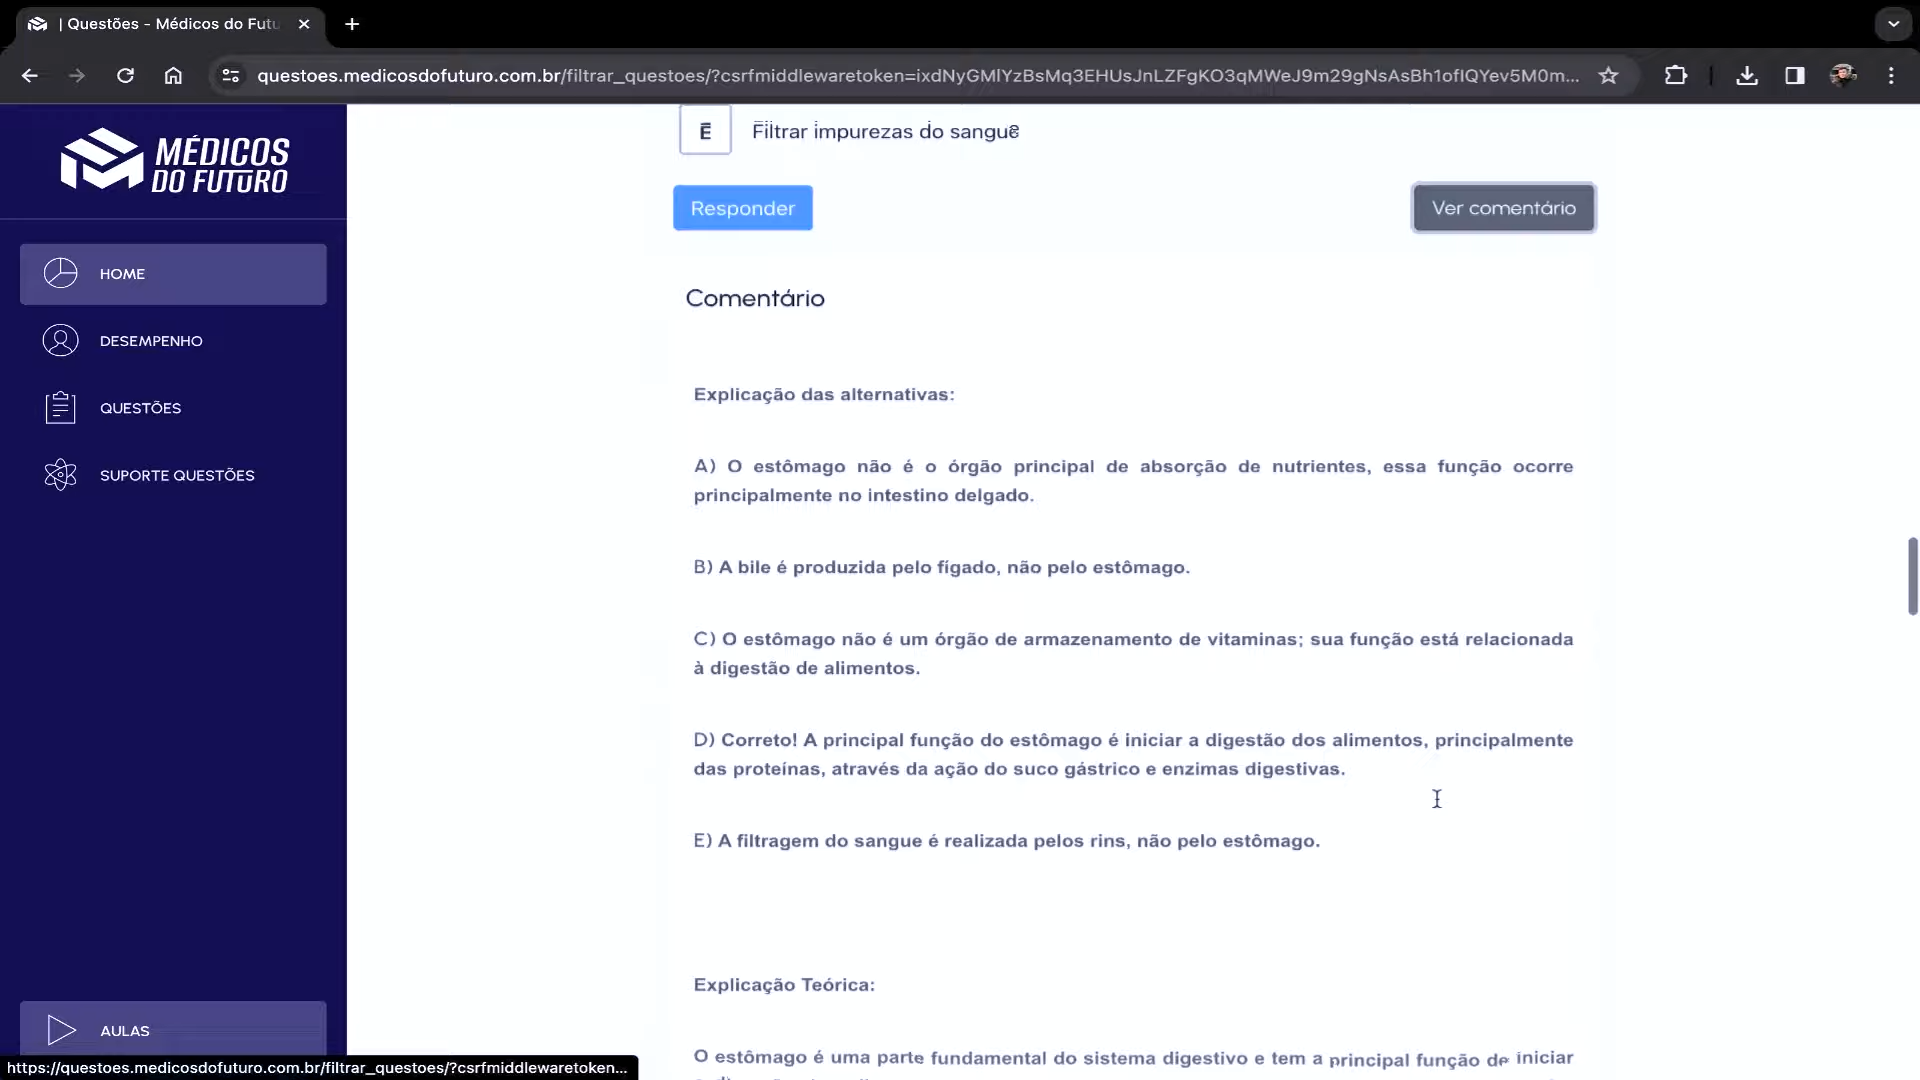 | Questões - Médicos do Futu
questoes.medicosdofuturo.com.br/filtrar_questoes/?csrfmiddlewaretoken=ixdNyGMlYzBsMq3EHUsJnLZFgKO3qMWeJ9m29gNsAsBh1ofIQYev5M0m...
MÉDICOS
DO FUTURO
HOME
DESEMPENHO
QUESTÕES
SUPORTE QUESTÕES
AULAS
E Filtrar impurezas do sangue
Responder
Ver comentário
Comentário
Explicação das alternativas:
A) O estômago não é o órgão principal de absorção de nutrientes, essa função ocorre
principalmente no intestino delgado.
B) A bile é produzida pelo fígado, não pelo estômago.
C) O estômago não é um órgão de armazenamento de vitaminas; sua função está relacionada
à digestão de alimentos.
D) Correto! A principal função do estômago é iniciar a digestão dos alimentos, principalmente
das proteínas, através da ação do suco gástrico e enzimas digestivas.
E) A filtragem do sangue é realizada pelos rins, não pelo estômago.
Explicação Teórica:
O estômago é uma parte fundamental do sistema digestivo e tem a principal função de iniciar
https://questoes.medicosdofuturo.com.br/filtrar_questoes/?csrfmiddlewaretoken...